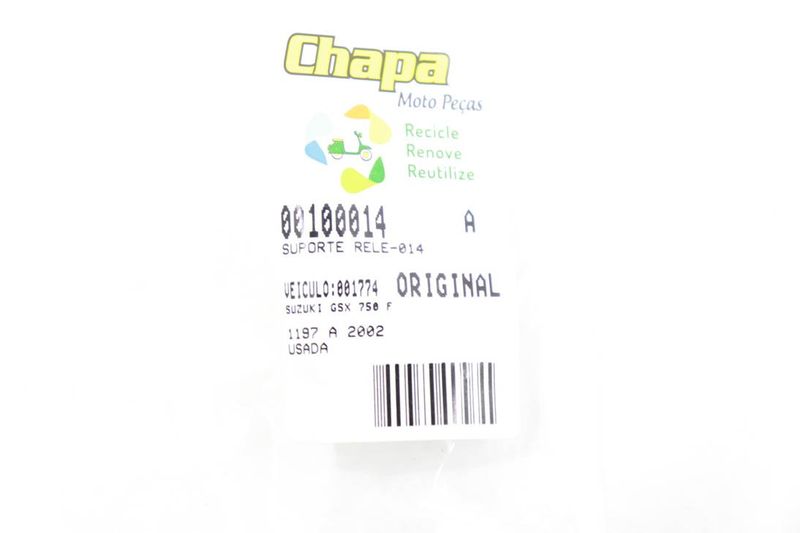 Chapa
Moto Peças
Recicle
Renove
Reutilize
00100014 A
SUPORTE RELE-014
VEICULO:001774 ORIGINAL
SUZUKI GSX 750 F
1197 A 2002
USADA